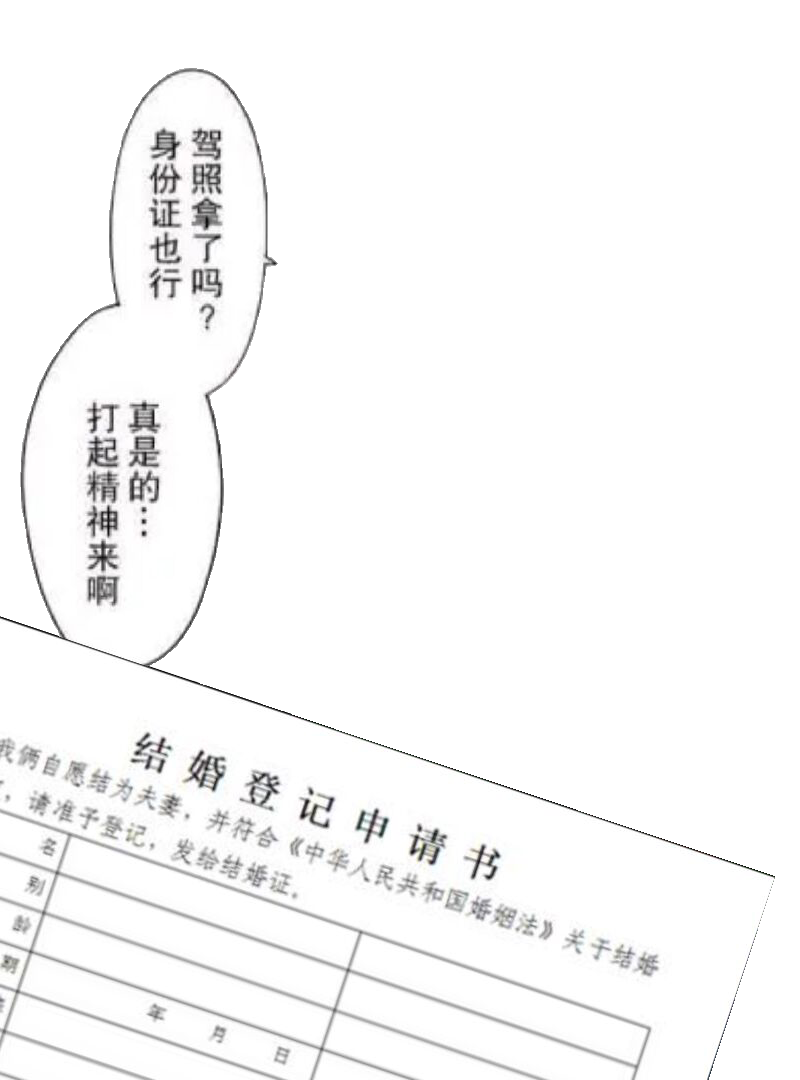 驾照拿了吗？
身份证也行
真是的…
打起精神来啊
结婚登记申请书
我俩自愿结为夫妻，并符合《中华人民共和国婚姻法》关于结婚
，请准予登记，发给结婚证．
名
别
龄
期
年 月 日